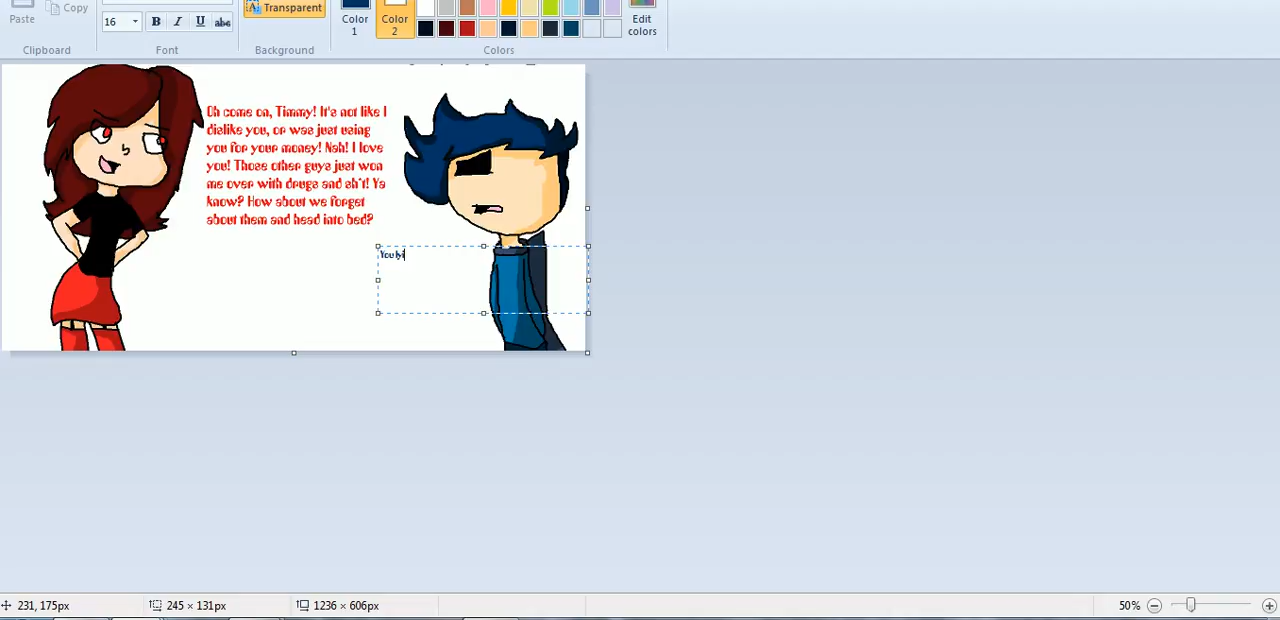 Paste
Copy
16
B I U abc
Transparent
Color
1
Color
2
Edit
colors
Clipboard
Font
Background
Colors
Oh come on, Timmy! It's not like I
dislike you, or was just using
you for your money! Nah! I love
you! Those other guys just won
me over with drugs and sh*t! Ya
know? How about we forget
about them and head into bed?
You bi
231, 175px
245 × 131px
1236 × 606px
50%